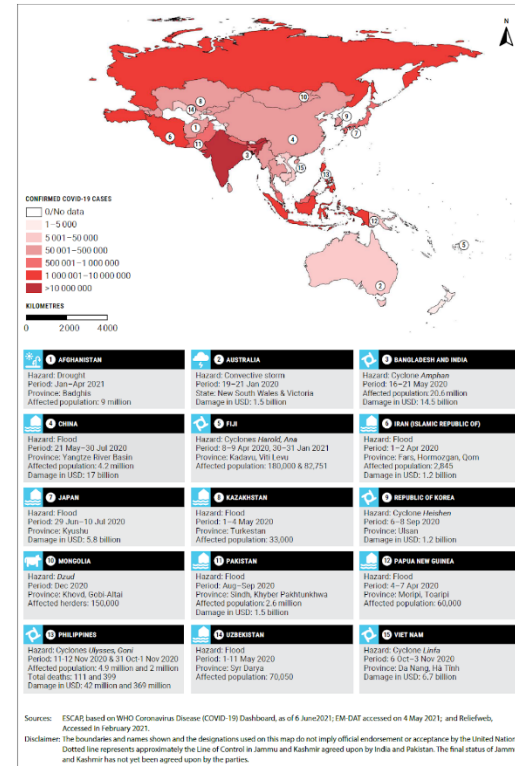 N
CONFIRMED COVID-19 CASES
0/No data
1–5 000
5 001–50 000
50 001–500 000
500 001–1 000 000
1 000 001–10 000 000
>10 000 000
KILOMETRES
0 2000 4000
8
14
10
1
9
7
6
11
4
3
15
13
12
5
2
1 AFGHANISTAN
Hazard: Drought
Period: Jan–Apr 2021
Province: Badghis
Affected population: 9 million
2 AUSTRALIA
Hazard: Convective storm
Period: 19–21 Jan 2020
State: New South Wales & Victoria
Damage in USD: 1.5 billion
3 BANGLADESH AND INDIA
Hazard: Cyclone Amphan
Period: 16–21 May 2020
Affected population: 20.6 million
Damage in USD: 14.5 billion
4 CHINA
Hazard: Flood
Period: 21 May–30 Jul 2020
Province: Yangtze River Basin
Affected population: 4.2 million
Damage in USD: 17 billion
5 FIJI
Hazard: Cyclones Harold, Ana
Period: 8–9 Apr 2020, 30–31 Jan 2021
Province: Kadavu, Viti Levu
Affected population: 180,000 & 82,751
6 IRAN (ISLAMIC REPUBLIC OF)
Hazard: Flood
Period: 1–2 Apr 2020
Province: Fars, Hormozgan, Qom
Affected population: 2,845
Damage in USD: 1.2 billion
7 JAPAN
Hazard: Flood
Period: 29 Jun–10 Jul 2020
Province: Kyushu
Damage in USD: 5.8 billion
8 KAZAKHSTAN
Hazard: Flood
Period: 1–4 May 2020
Province: Turkestan
Affected population: 33,000
9 REPUBLIC OF KOREA
Hazard: Cyclone Heishen
Period: 6–8 Sep 2020
Province: Ulsan
Damage in USD: 1.2 billion
10 MONGOLIA
Hazard: Dzud
Period: Dec 2020
Province: Khovd, Gobi-Altai
Affected herders: 150,000
11 PAKISTAN
Hazard: Flood
Period: Aug–Sep 2020
Province: Sindh, Khyber Pakhtunkhwa
Affected population: 2.6 million
Damage in USD: 1.5 billion
12 PAPUA NEW GUINEA
Hazard: Flood
Period: 4–7 Apr 2020
Province: Moripi, Toaripi
Affected population: 60,000
13 PHILIPPINES
Hazard: Cyclones Ulysses, Goni
Period: 11-12 Nov 2020 & 31 Oct-1 Nov 2020
Affected population: 4.9 million and 2 million
Total deaths: 111 and 399
Damage in USD: 42 million and 369 million
14 UZBEKISTAN
Hazard: Flood
Period: 1-11 May 2020
Province: Syr Darya
Affected population: 70,050
15 VIET NAM
Hazard: Cyclone Linfa
Period: 6 Oct–3 Nov 2020
Province: Da Nang, Hà Tĩnh
Damage in USD: 6.7 billion
Sources: ESCAP, based on WHO Coronavirus Disease (COVID-19) Dashboard, as of 6 June2021; EM-DAT accessed on 4 May 2021; and Reliefweb,
Accessed in February 2021.
Disclaimer: The boundaries and names shown and the designations used on this map do not imply official endorsement or acceptance by the United Nation
Dotted line represents approximately the Line of Control in Jammu and Kashmir agreed upon by India and Pakistan. The final status of Jamm
and Kashmir has not yet been agreed upon by the parties.